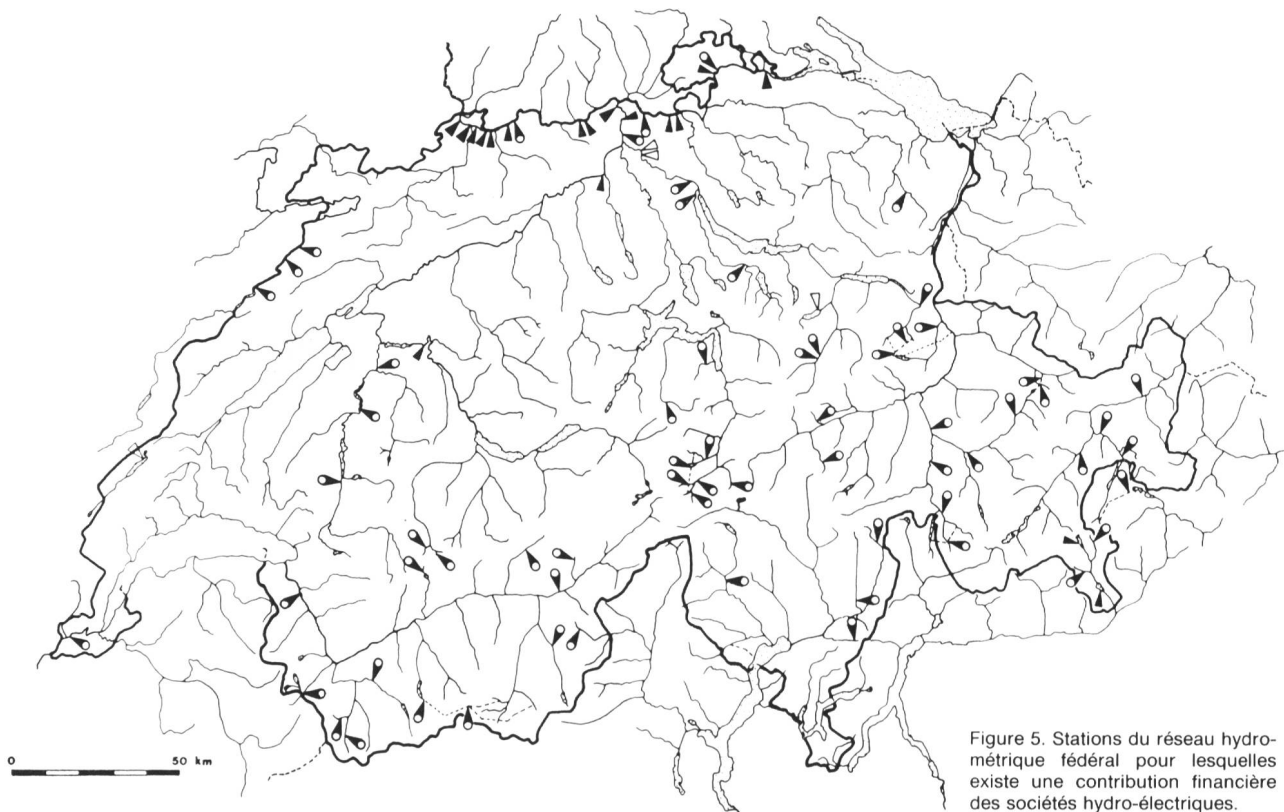 0 50 km
Figure 5. Stations du réseau hydro-
métrique fédéral pour lesquelles
existe une contribution financière
des sociétés hydro-électriques.